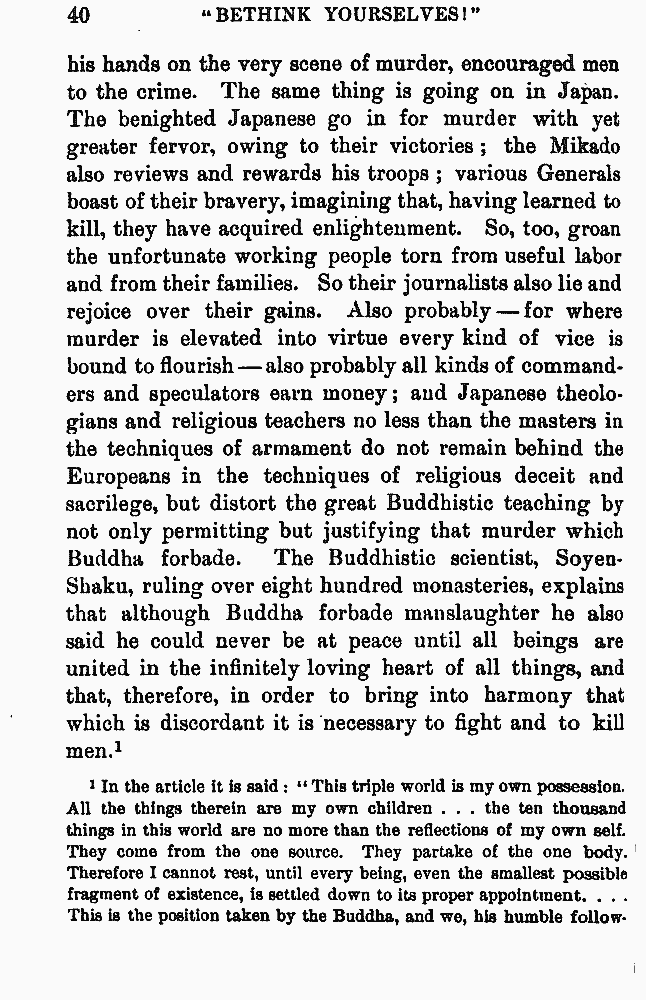 40 "BETHINK YOURSELVES!"
his hands on the very scene of murder, encouraged men
to the crime. The same thing is going on in Japan.
The benighted Japanese go in for murder with yet
greater fervor, owing to their victories; the Mikado
also reviews and rewards his troops; various Generals
boast of their bravery, imagining that, having learned to
kill, they have acquired enlightenment. So, too, groan
the unfortunate working people torn from useful labor
and from their families. So their journalists also lie and
rejoice over their gains. Also probably — for where
murder is elevated into virtue every kind of vice is
bound to flourish — also probably all kinds of command-
ers and speculators earn money; and Japanese theolo-
gians and religious teachers no less than the masters in
the techniques of armament do not remain behind the
Europeans in the techniques of religious deceit and
sacrilege, but distort the great Buddhistic teaching by
not only permitting but justifying that murder which
Buddha forbade. The Buddhistic scientist, Soyen-
Shaku, ruling over eight hundred monasteries, explains
that although Buddha forbade manslaughter he also
said he could never be at peace until all beings are
united in the infinitely loving heart of all things, and
that, therefore, in order to bring into harmony that
which is discordant it is necessary to fight and to kill
men.¹
¹ In the article it is said: "This triple world is my own possession.
All the things therein are my own children . . . the ten thousand
things in this world are no more than the reflections of my own self.
They come from the one source. They partake of the one body.
Therefore I cannot rest, until every being, even the smallest possible
fragment of existence, is settled down to its proper appointment. . . .
This is the position taken by the Buddha, and we, his humble follow-